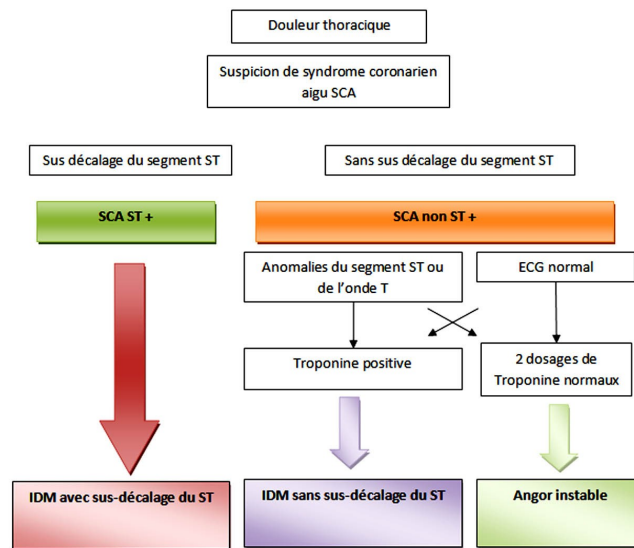 Douleur thoracique
Suspicion de syndrome coronarien
aigu SCA
Sus décalage du segment ST
Sans sus décalage du segment ST
SCA ST +
SCA non ST +
Anomalies du segment ST ou
de l'onde T
ECG normal
Troponine positive
2 dosages de
Troponine normaux
IDM avec sus-décalage du ST
IDM sans sus-décalage du ST
Angor instable